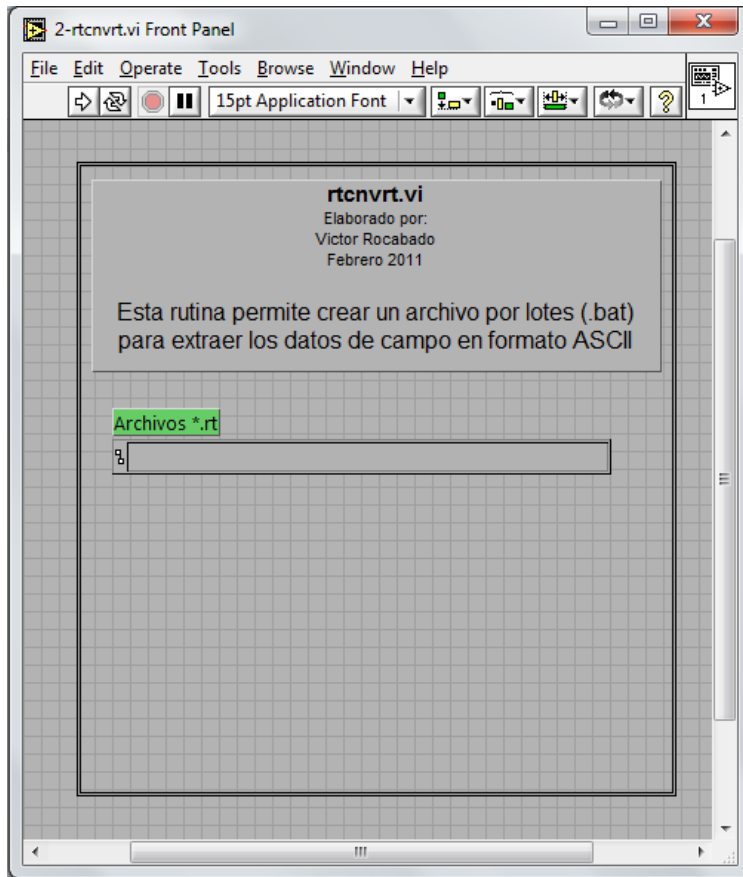 2-rtcnvrt.vi Front Panel
File Edit Operate Tools Browse Window Help
15pt Application Font
1
rtcnvrt.vi
Elaborado por:
Victor Rocabado
Febrero 2011
Esta rutina permite crear un archivo por lotes (.bat)
para extraer los datos de campo en formato ASCII
Archivos *.rt